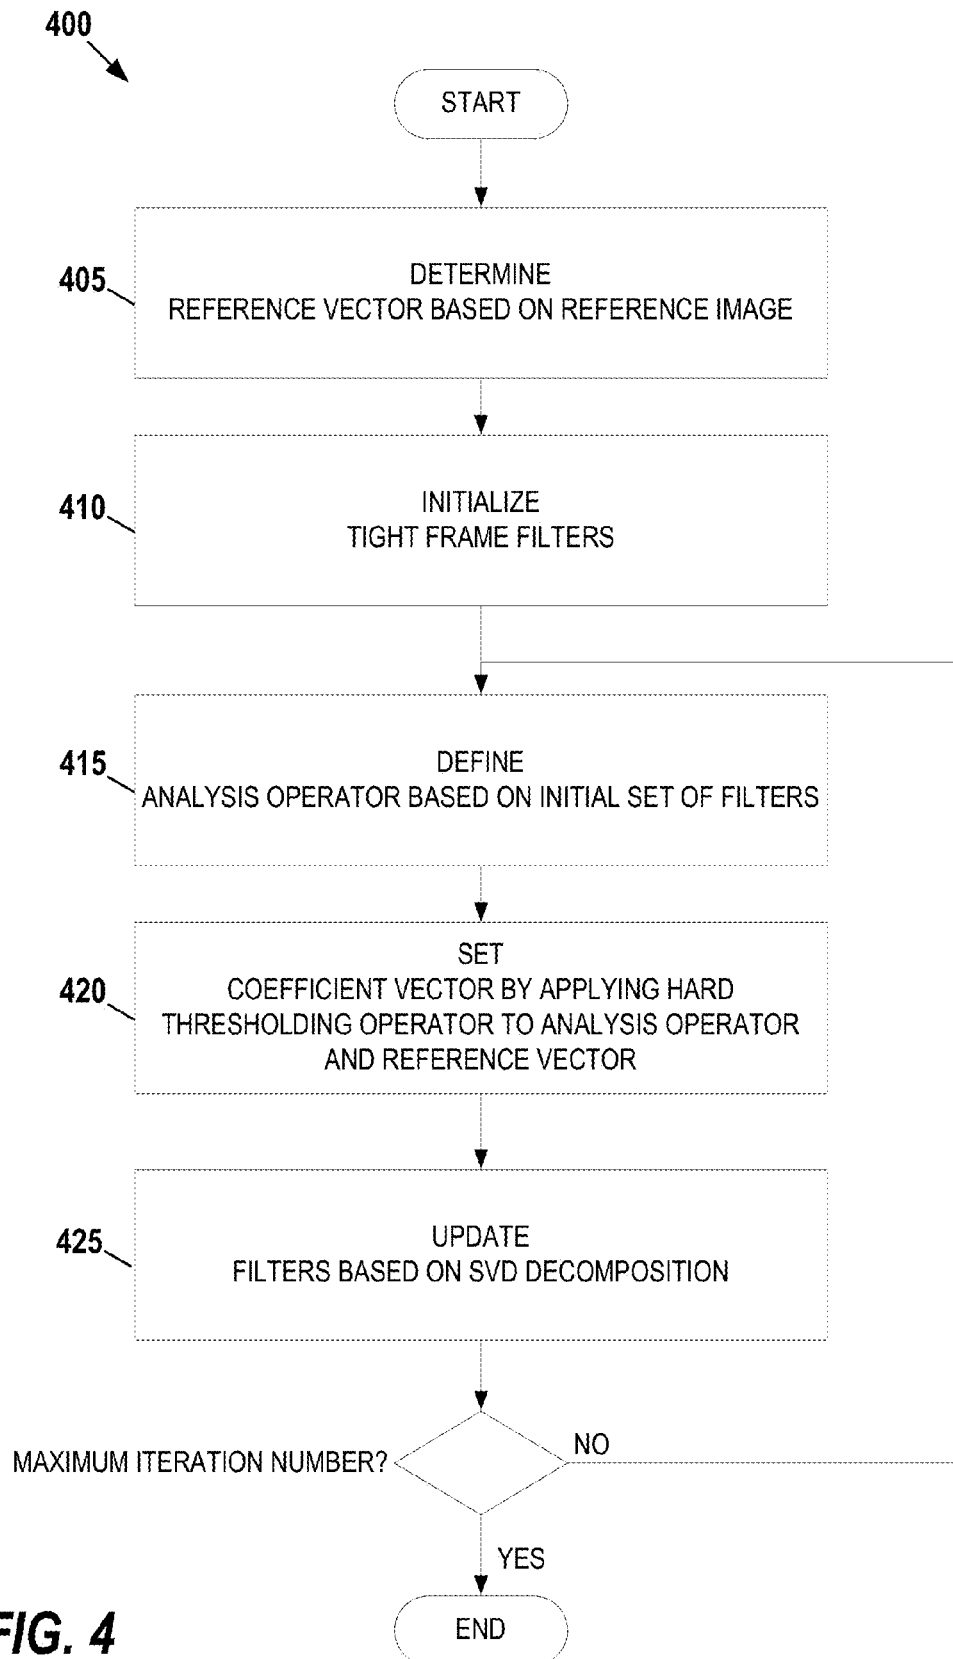 400
START
405
DETERMINE
REFERENCE VECTOR BASED ON REFERENCE IMAGE
410
INITIALIZE
TIGHT FRAME FILTERS
415
DEFINE
ANALYSIS OPERATOR BASED ON INITIAL SET OF FILTERS
420
SET
COEFFICIENT VECTOR BY APPLYING HARD
THRESHOLDING OPERATOR TO ANALYSIS OPERATOR
AND REFERENCE VECTOR
425
UPDATE
FILTERS BASED ON SVD DECOMPOSITION
MAXIMUM ITERATION NUMBER?
NO
YES
END
FIG. 4